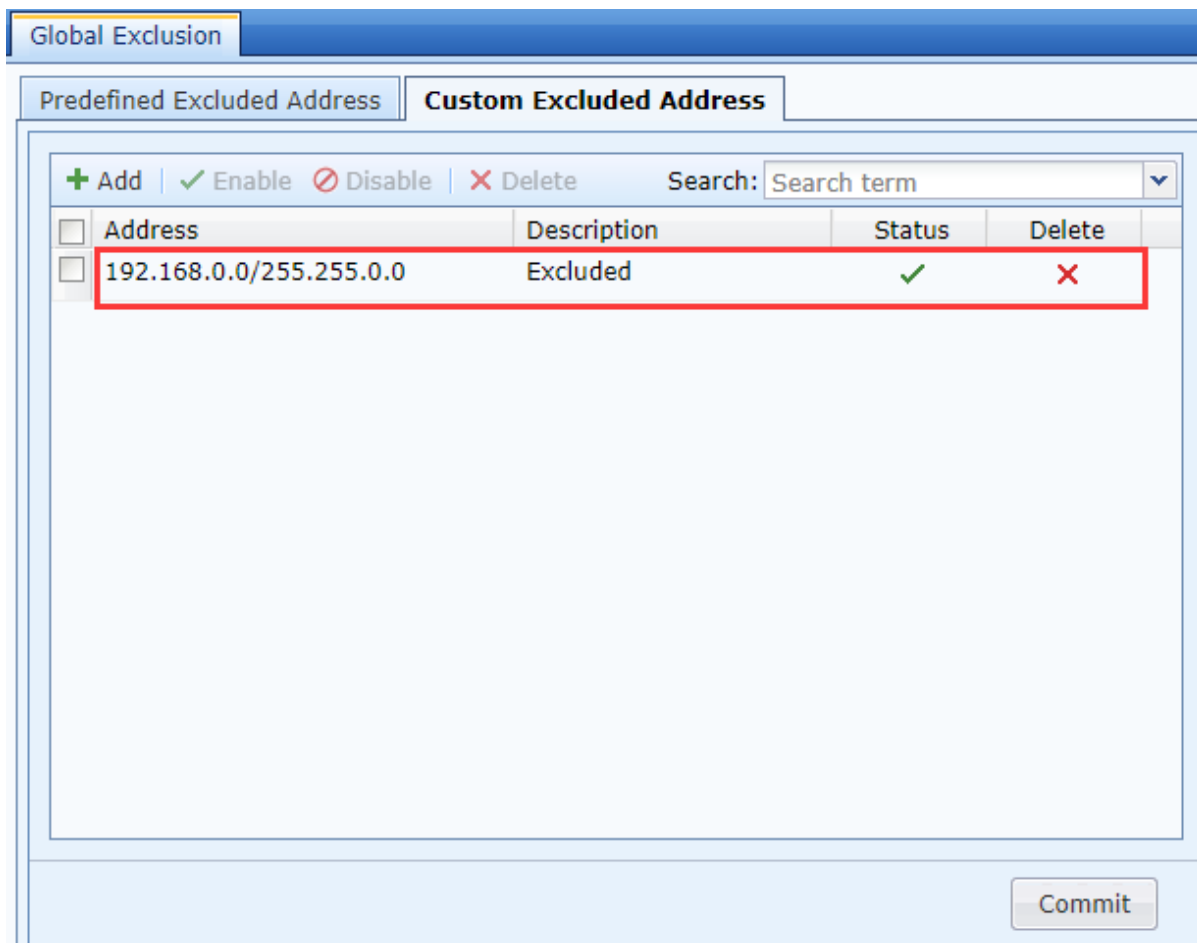 Global Exclusion
Predefined Excluded Address Custom Excluded Address
Add Enable Disable Delete Search: Search term
Address Description Status Delete
192.168.0.0/255.255.0.0 Excluded
Commit